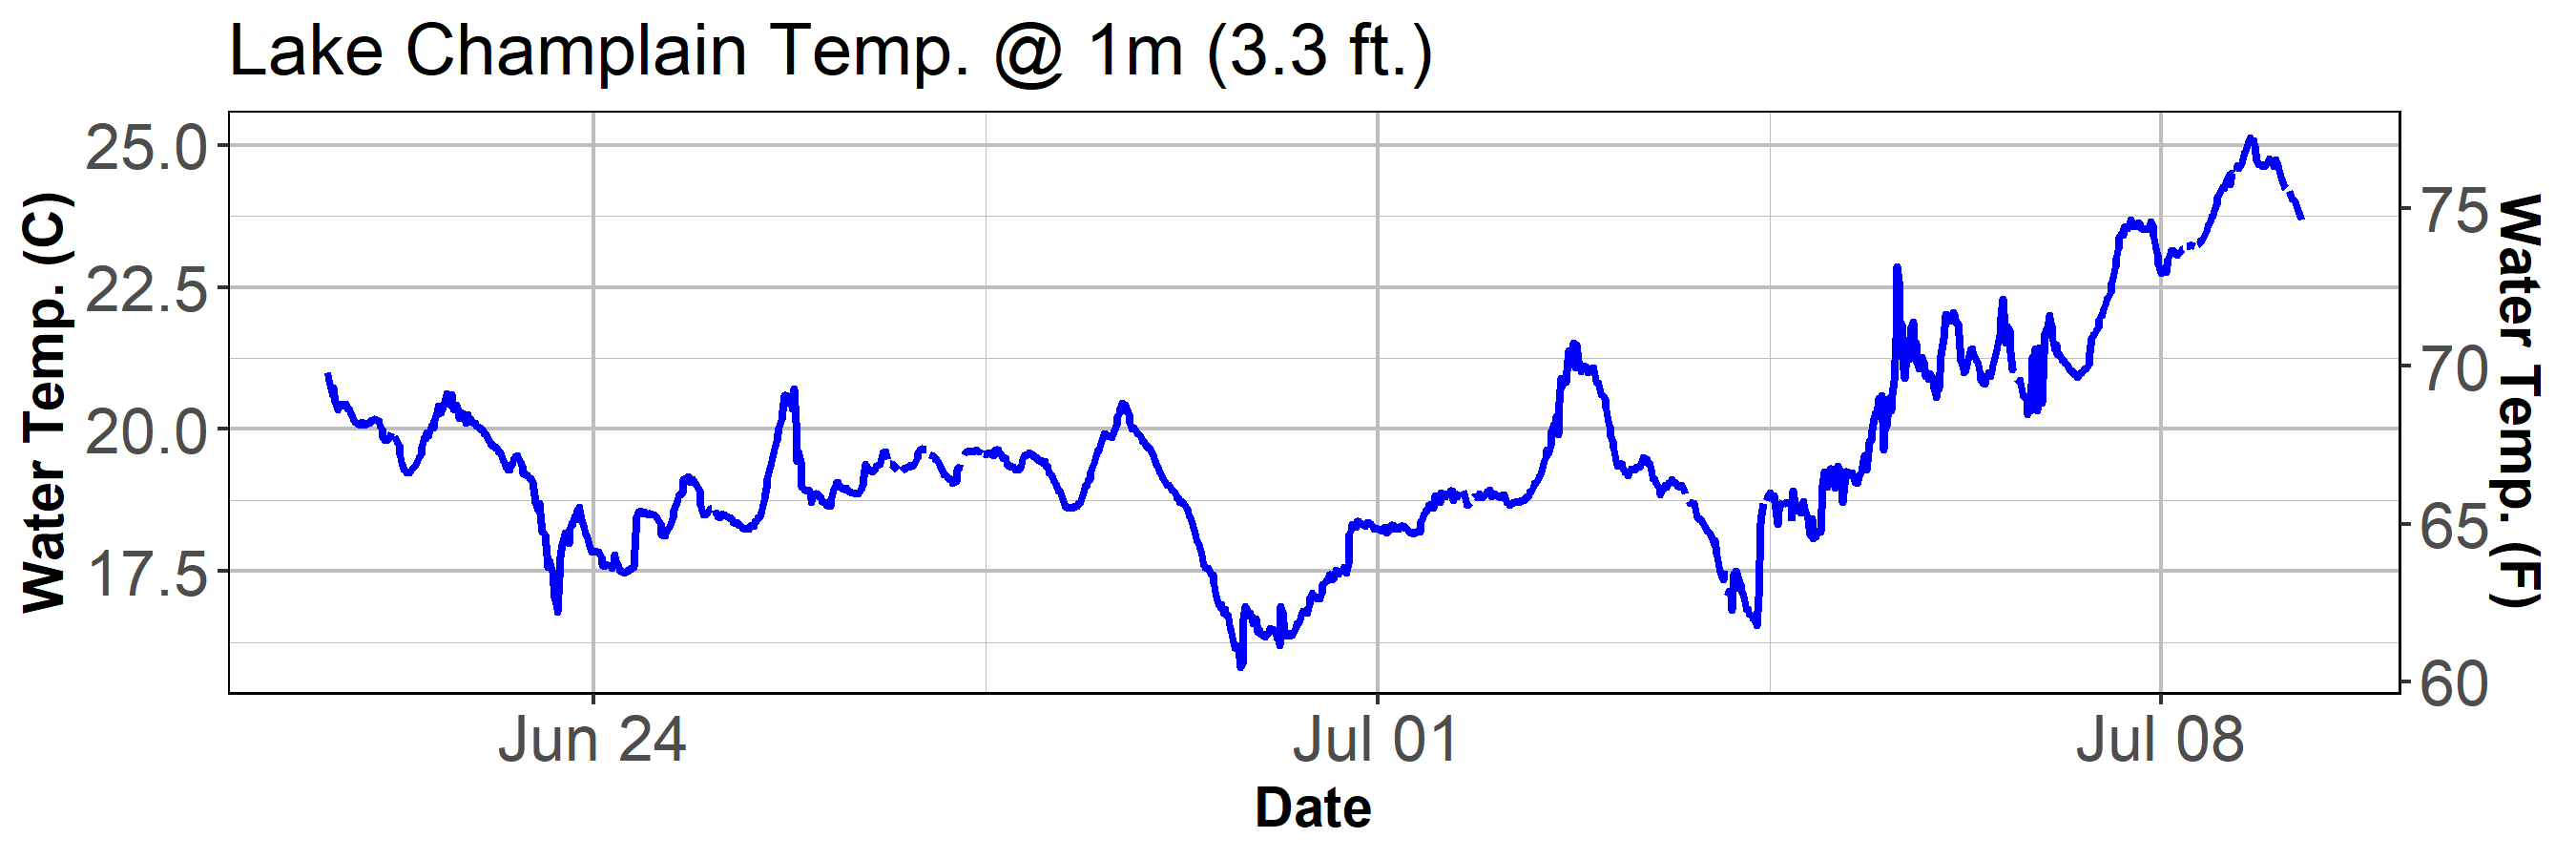 Lake Champlain Temp. @ 1m (3.3 ft.)
Water Temp. (C)
25.0
22.5
20.0
17.5
75
70
65
60
Water Temp. (F)
Jun 24
Jul 01
Jul 08
Date